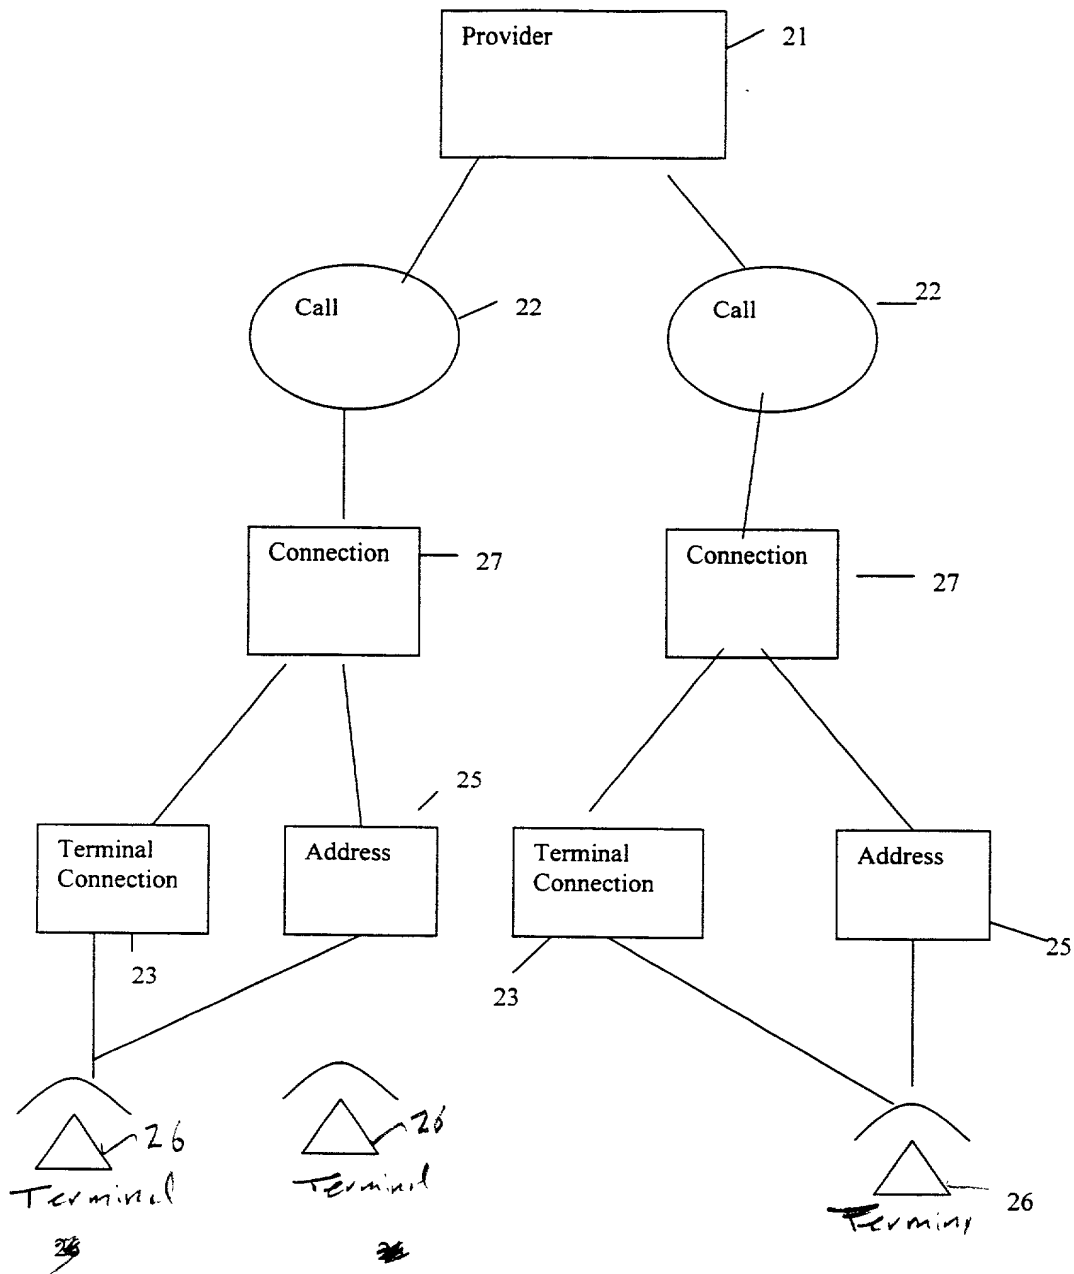 Provider
21
Call
22
Call
22
Connection
27
Connection
27
25
Terminal
Connection
Address
Terminal
Connection
Address
23
23
25
26
26
Terminal
Terminal
26
Termin